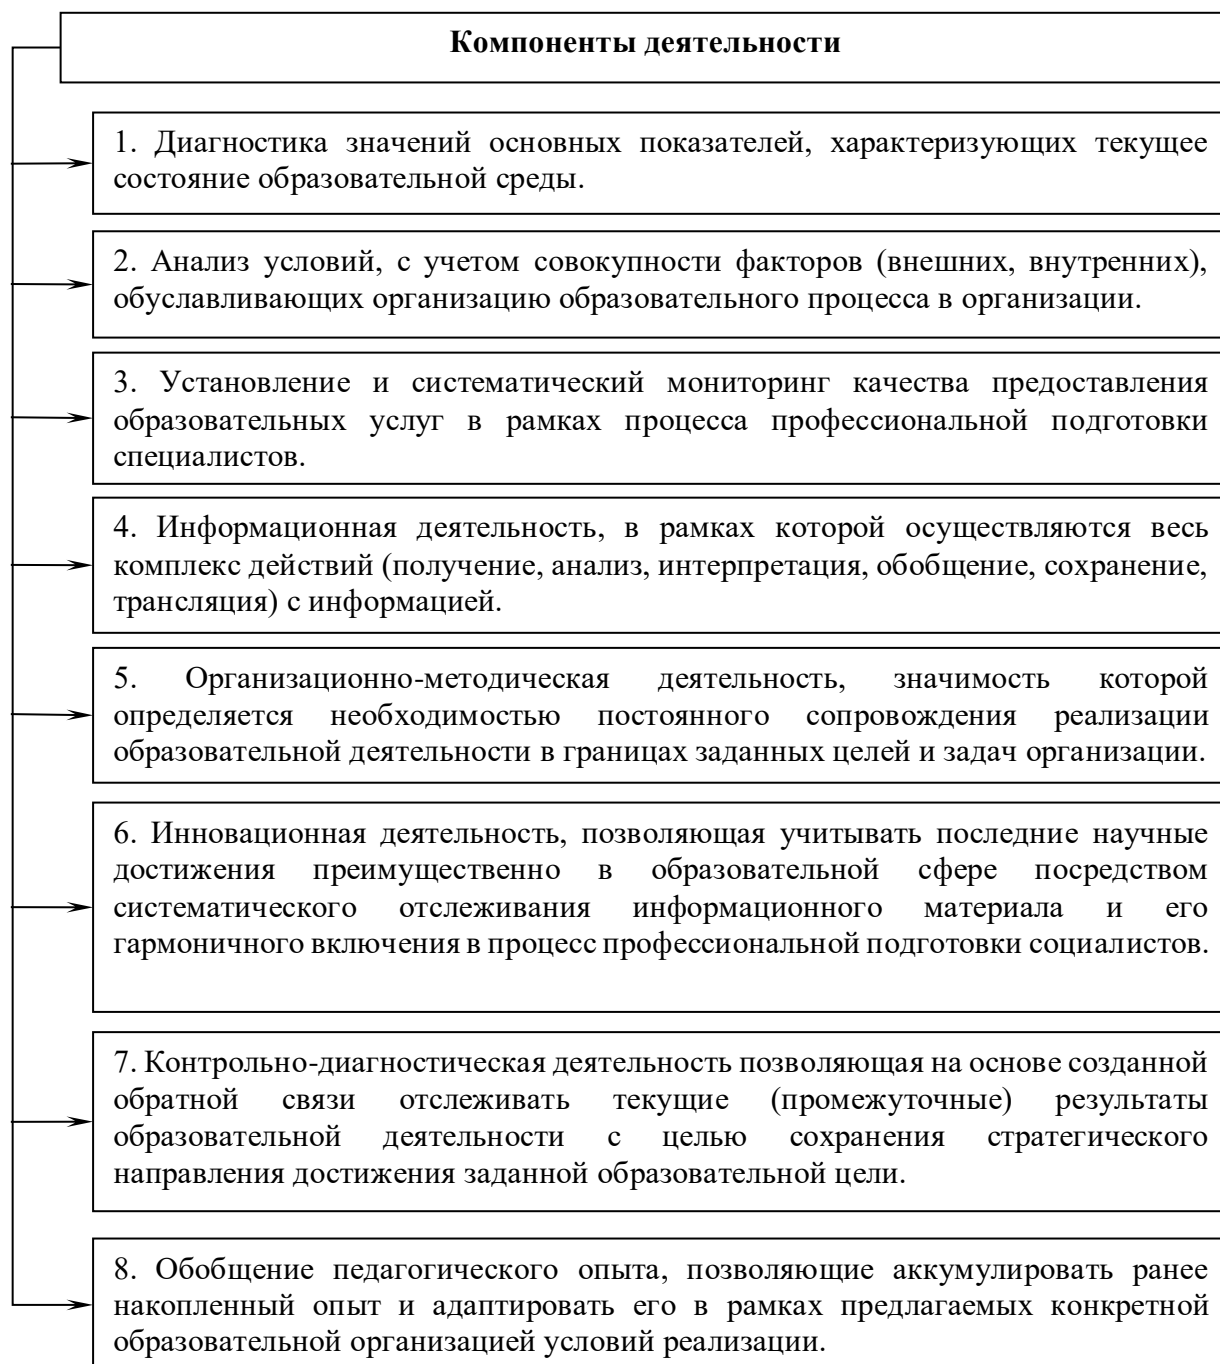 Компоненты деятельности
1. Диагностика значений основных показателей, характеризующих текущее
состояние образовательной среды.
2. Анализ условий, с учетом совокупности факторов (внешних, внутренних),
обуславливающих организацию образовательного процесса в организации.
3. Установление и систематический мониторинг качества предоставления
образовательных услуг в рамках процесса профессиональной подготовки
специалистов.
4. Информационная деятельность, в рамках которой осуществляются весь
комплекс действий (получение, анализ, интерпретация, обобщение, сохранение,
трансляция) с информацией.
5. Организационно-методическая деятельность, значимость которой
определяется необходимостью постоянного сопровождения реализации
образовательной деятельности в границах заданных целей и задач организации.
6. Инновационная деятельность, позволяющая учитывать последние научные
достижения преимущественно в образовательной сфере посредством
систематического отслеживания информационного материала и его
гармоничного включения в процесс профессиональной подготовки социалистов.
7. Контрольно-диагностическая деятельность позволяющая на основе созданной
обратной связи отслеживать текущие (промежуточные) результаты
образовательной деятельности с целью сохранения стратегического
направления достижения заданной образовательной цели.
8. Обобщение педагогического опыта, позволяющие аккумулировать ранее
накопленный опыт и адаптировать его в рамках предлагаемых конкретной
образовательной организацией условий реализации.